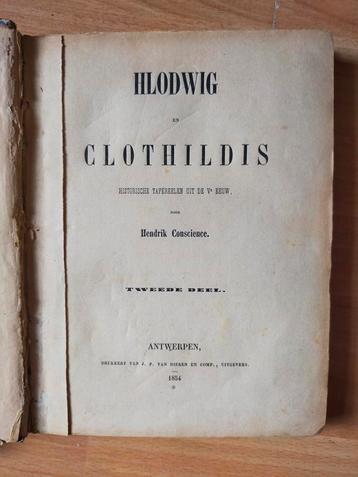 HLODWIG
EN
CLOTHILDIS
HISTORISCHE TAFEREELEN UIT DE Ve EEUW,
DOOR
Hendrik Conscience.
TWEEDE DEEL.
ANTWERPEN,
DRUKKERY VAN J. P. VAN DIEREN EN COMP., UITGEVERS.
1854